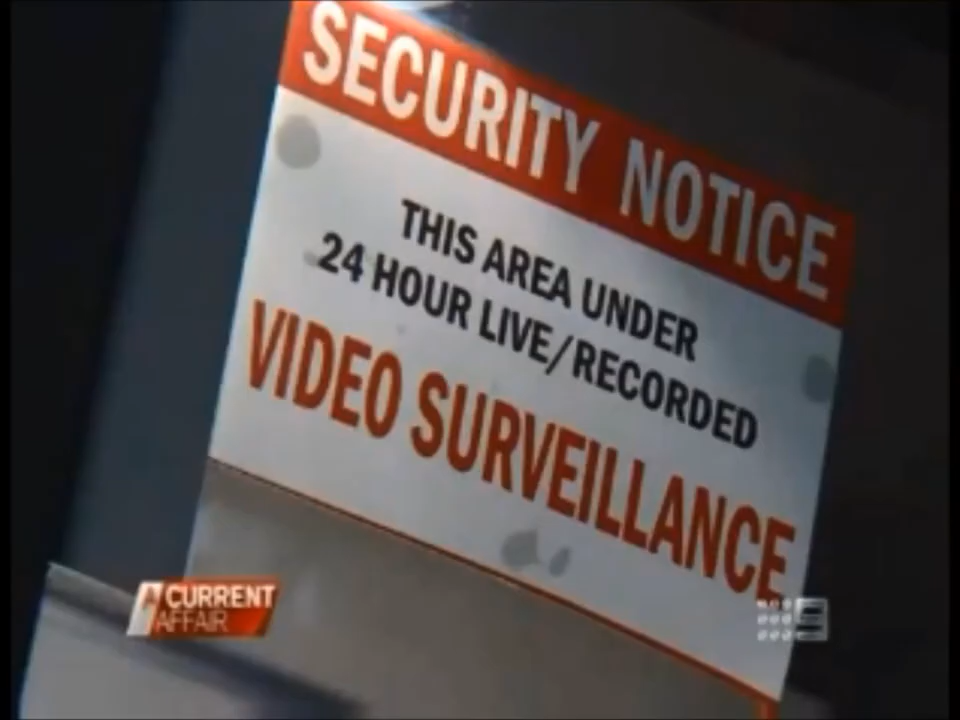 SECURITY NOTICE
THIS AREA UNDER
24 HOUR LIVE/RECORDED
VIDEO SURVEILLANCE
A CURRENT
AFFAIR
9